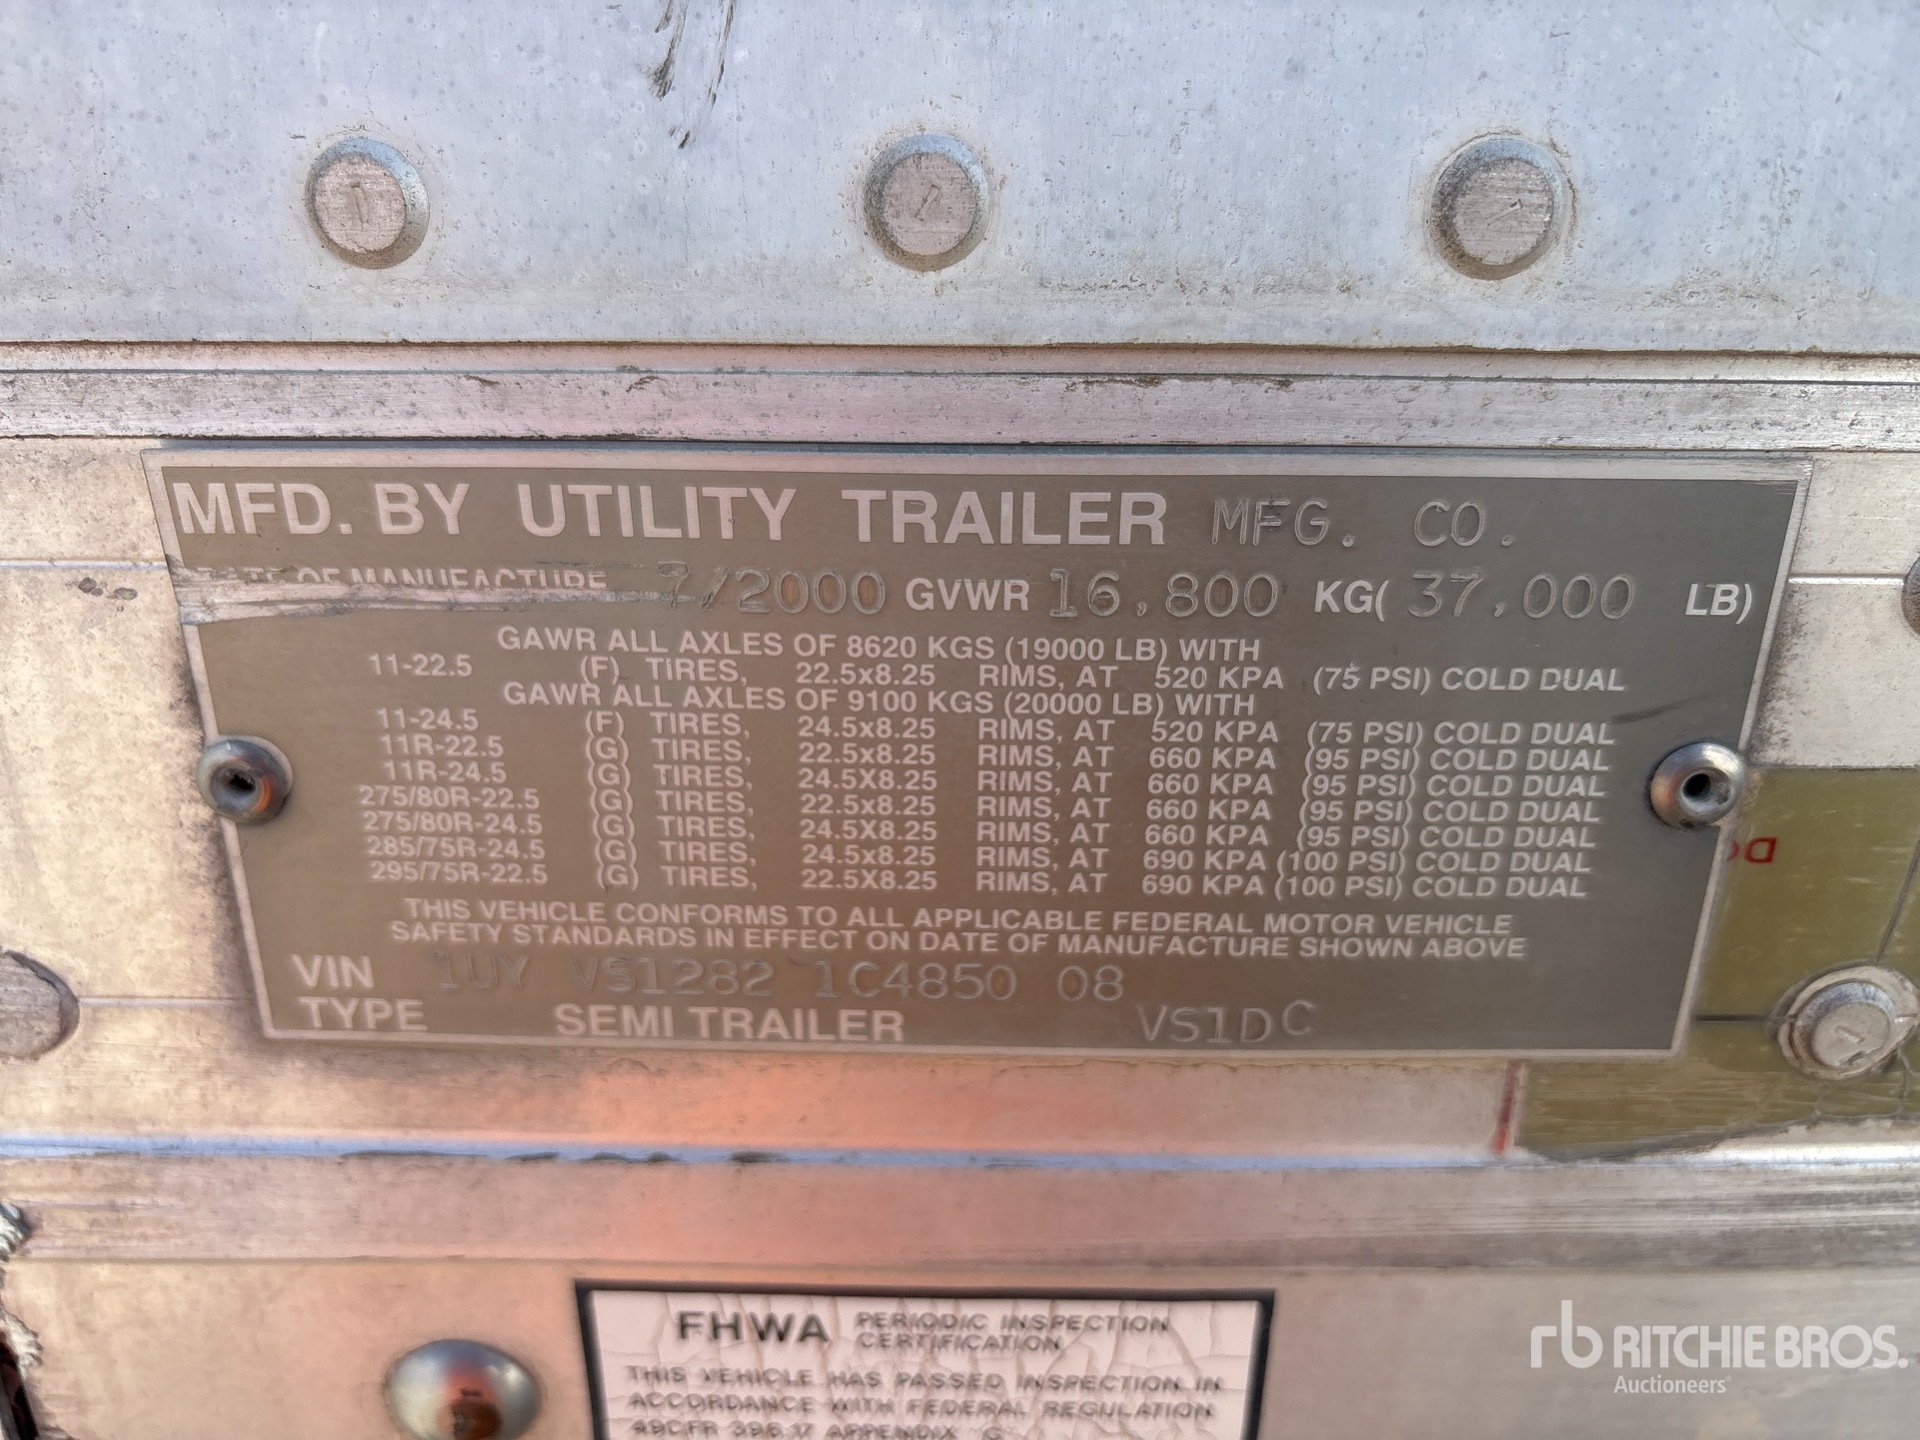 MFD. BY UTILITY TRAILER MFG. CO.
DATE OF MANUFACTURE 7/2000 GVWR 16,800 KG( 37,000 LB)
GAWR ALL AXLES OF 8620 KGS (19000 LB) WITH
11-22.5 (F) TIRES, 22.5x8.25 RIMS, AT 520 KPA (75 PSI) COLD DUAL
GAWR ALL AXLES OF 9100 KGS (20000 LB) WITH
11-24.5 (F) TIRES, 24.5x8.25 RIMS, AT 520 KPA (75 PSI) COLD DUAL
11R-22.5 (G) TIRES, 22.5x8.25 RIMS, AT 660 KPA (95 PSI) COLD DUAL
11R-24.5 (G) TIRES, 24.5x8.25 RIMS, AT 660 KPA (95 PSI) COLD DUAL
275/80R-22.5 (G) TIRES, 22.5x8.25 RIMS, AT 660 KPA (95 PSI) COLD DUAL
275/80R-24.5 (G) TIRES, 24.5X8.25 RIMS, AT 660 KPA (95 PSI) COLD DUAL
285/75R-24.5 (G) TIRES, 24.5x8.25 RIMS, AT 690 KPA (100 PSI) COLD DUAL
295/75R-22.5 (G) TIRES, 22.5X8.25 RIMS, AT 690 KPA (100 PSI) COLD DUAL
THIS VEHICLE CONFORMS TO ALL APPLICABLE FEDERAL MOTOR VEHICLE
SAFETY STANDARDS IN EFFECT ON DATE OF MANUFACTURE SHOWN ABOVE
VIN 1UY VS1282 1C4850 08
TYPE SEMI TRAILER VS1DC
FHWA PERIODIC INSPECTION
CERTIFICATION
THIS VEHICLE HAS PASSED INSPECTION IN
ACCORDANCE WITH FEDERAL REGULATION
49CFR 396.17 APPENDIX G
rb RITCHIE BROS.
Auctioneers